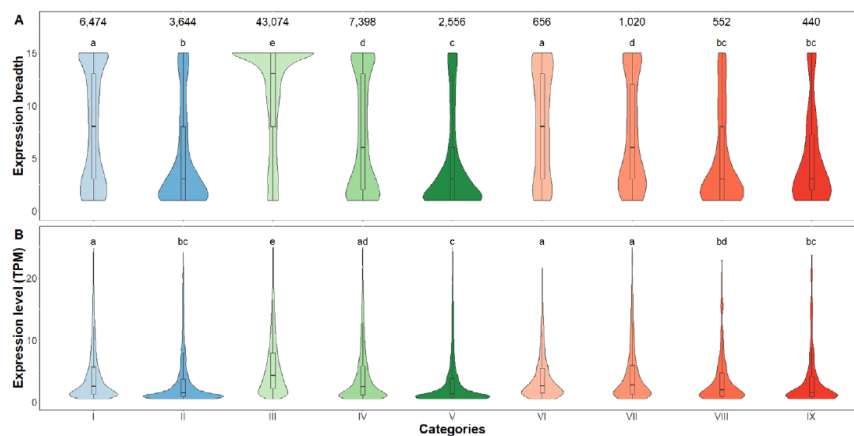 A 6,474 3,644 43,074 7,398 2,556 656 1,020 552 440
a b e d c a d bc bc
Expression breadth
15
10
5
0
B a bc e ad c a a bd bc
Expression level (TPM)
20
10
0
I II III IV V VI VII VIII IX
Categories